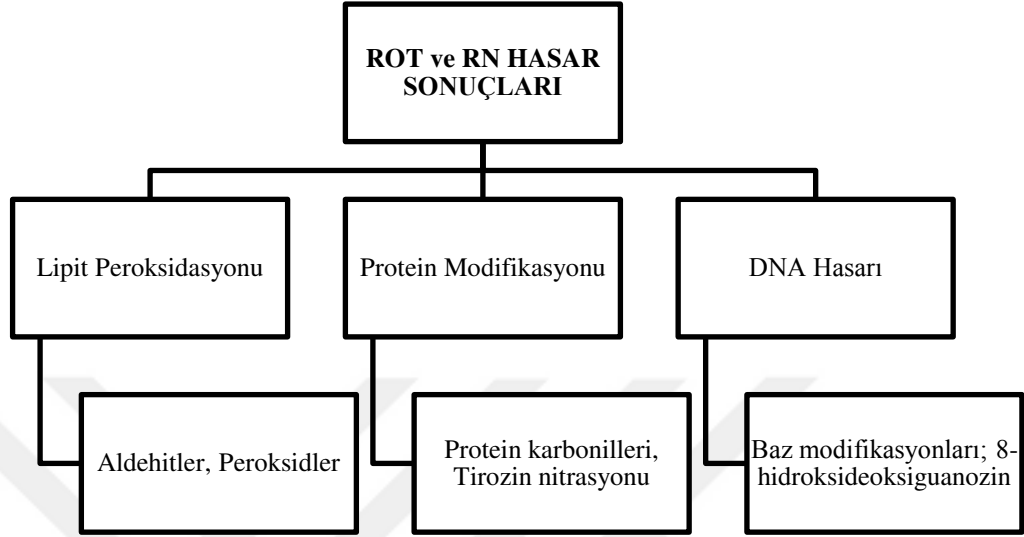 ROT ve RN HASAR
SONUÇLARI
Lipit Peroksidasyonu
Protein Modifikasyonu
DNA Hasarı
Aldehitler, Peroksidler
Protein karbonilleri,
Tirozin nitrasyonu
Baz modifikasyonları; 8-
hidroksideoksiguanozin